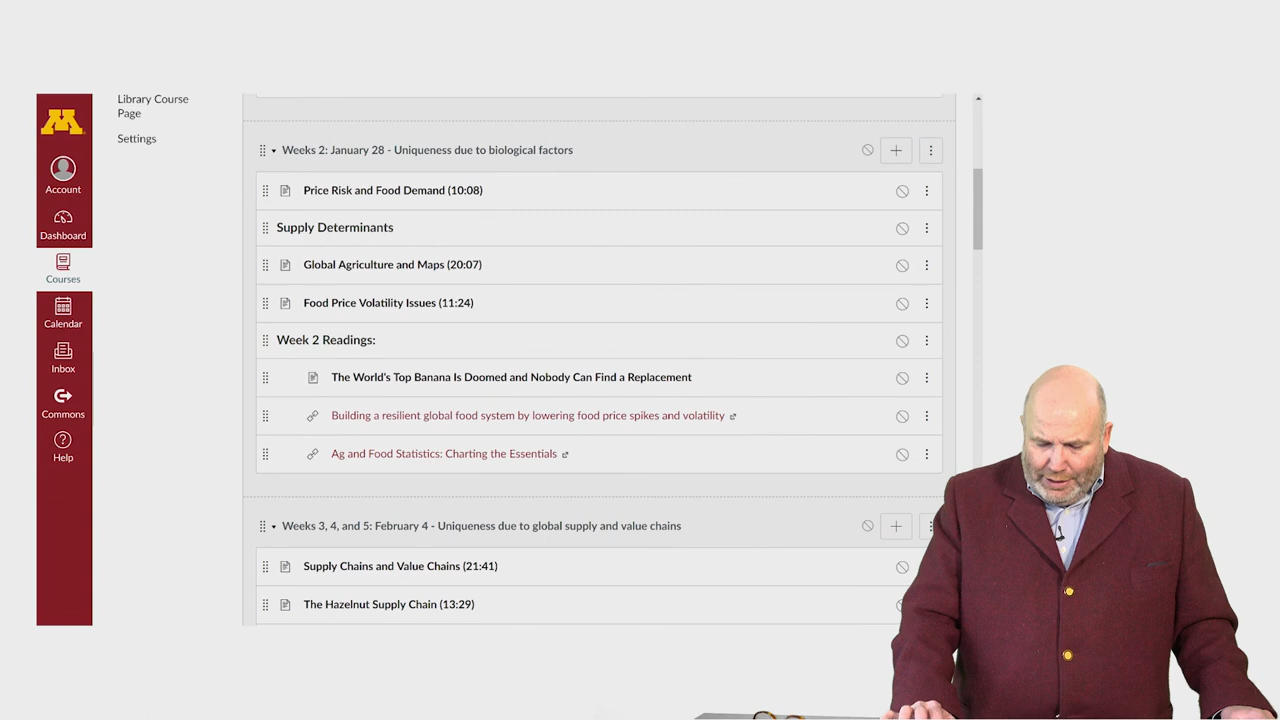 Library Course
Page
Settings
M
Account
Dashboard
Courses
Calendar
Inbox
Commons
Help
Weeks 2: January 28 - Uniqueness due to biological factors
Price Risk and Food Demand (10:08)
Supply Determinants
Global Agriculture and Maps (20:07)
Food Price Volatility Issues (11:24)
Week 2 Readings:
The World's Top Banana Is Doomed and Nobody Can Find a Replacement
Building a resilient global food system by lowering food price spikes and volatility
Ag and Food Statistics: Charting the Essentials
Weeks 3, 4, and 5: February 4 - Uniqueness due to global supply and value chains
Supply Chains and Value Chains (21:41)
The Hazelnut Supply Chain (13:29)